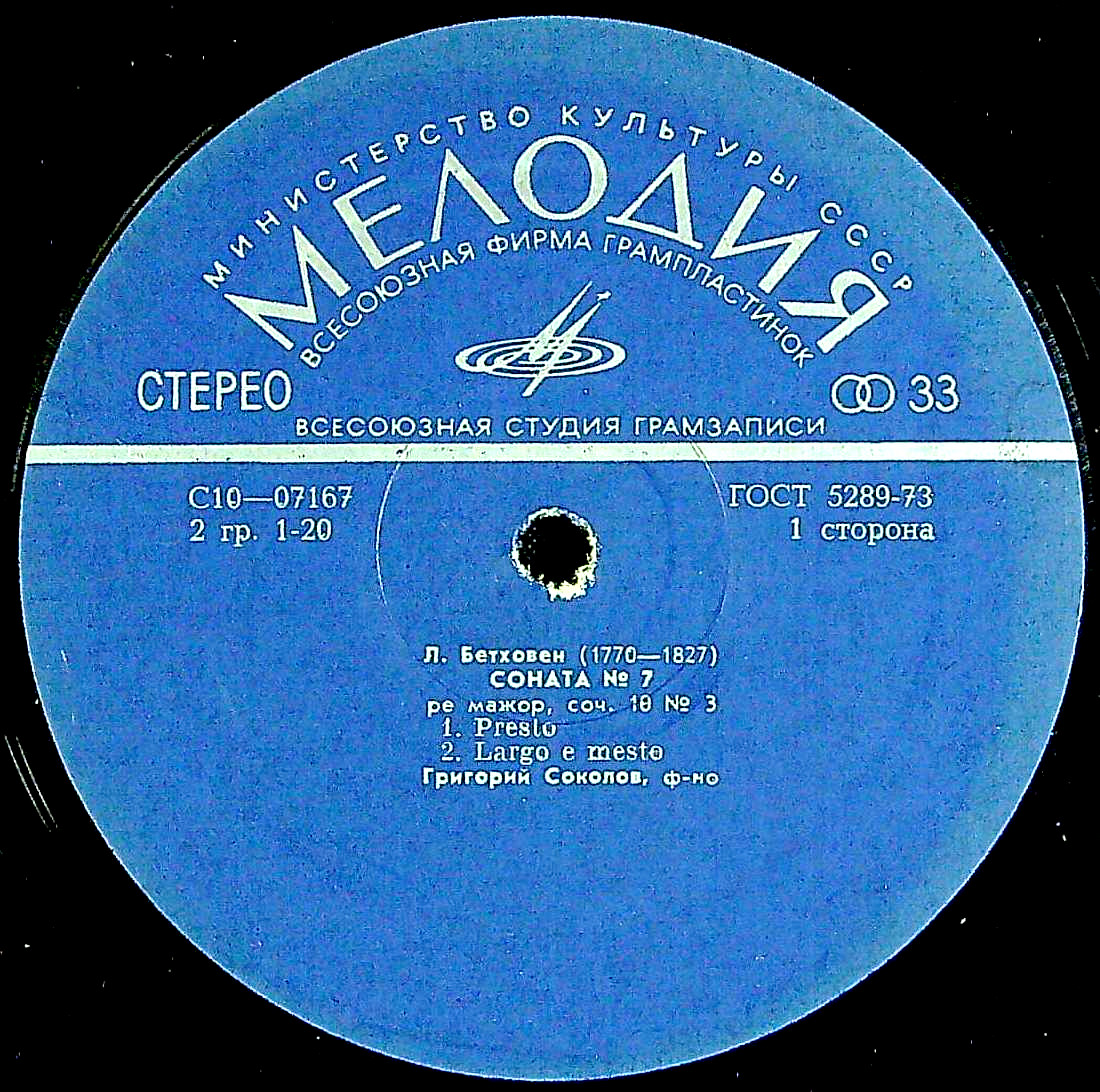 МИНИСТЕРСТВО КУЛЬТУРЫ СССР
МЕЛОДИЯ
ВСЕСОЮЗНАЯ ФИРМА ГРАМПЛАСТИНОК
СТЕРЕО 33
ВСЕСОЮЗНАЯ СТУДИЯ ГРАМЗАПИСИ
С10—07167 ГОСТ 5289-73
2 гр. 1-20 1 сторона
Л. Бетховен (1770—1827)
СОНАТА № 7
ре мажор, соч. 10 № 3
1. Presto
2. Largo e mesto
Григорий Соколов, ф-но